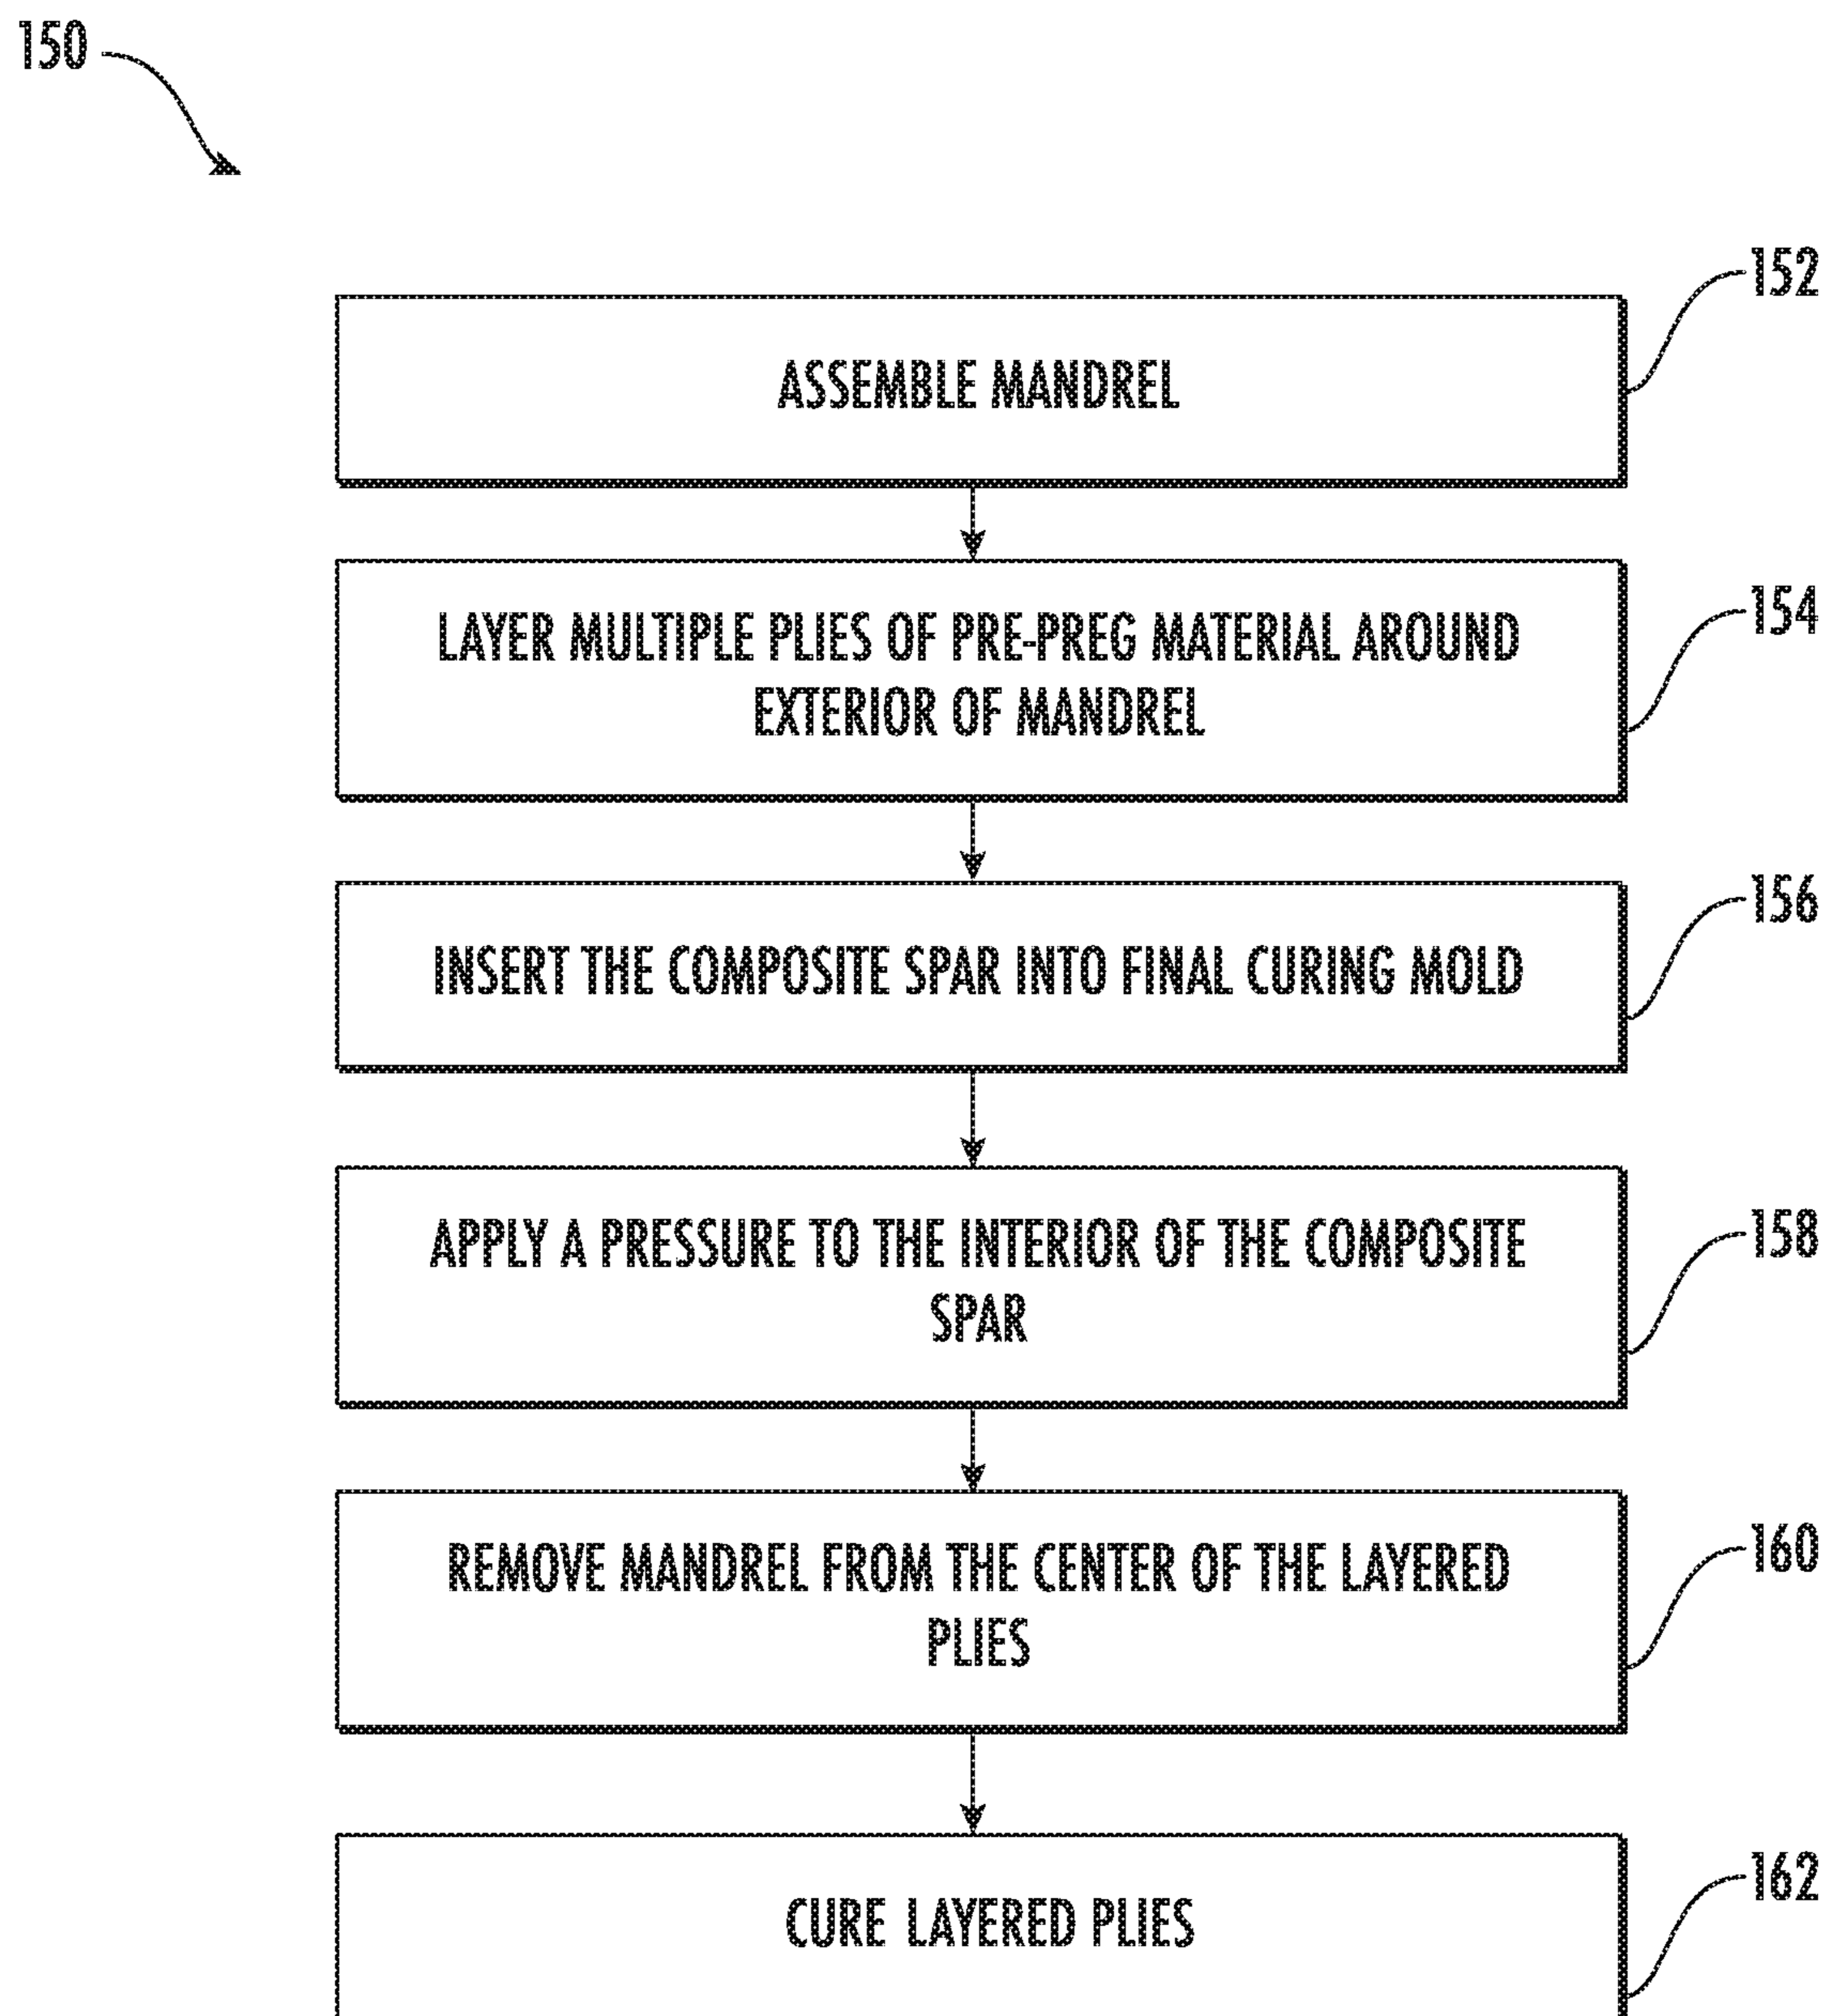 150
152
ASSEMBLE MANDREL
154
LAYER MULTIPLE PLIES OF PRE-PREG MATERIAL AROUND
EXTERIOR OF MANDREL
156
INSERT THE COMPOSITE SPAR INTO FINAL CURING MOLD
158
APPLY A PRESSURE TO THE INTERIOR OF THE COMPOSITE
SPAR
160
REMOVE MANDREL FROM THE CENTER OF THE LAYERED
PLIES
162
CURE LAYERED PLIES